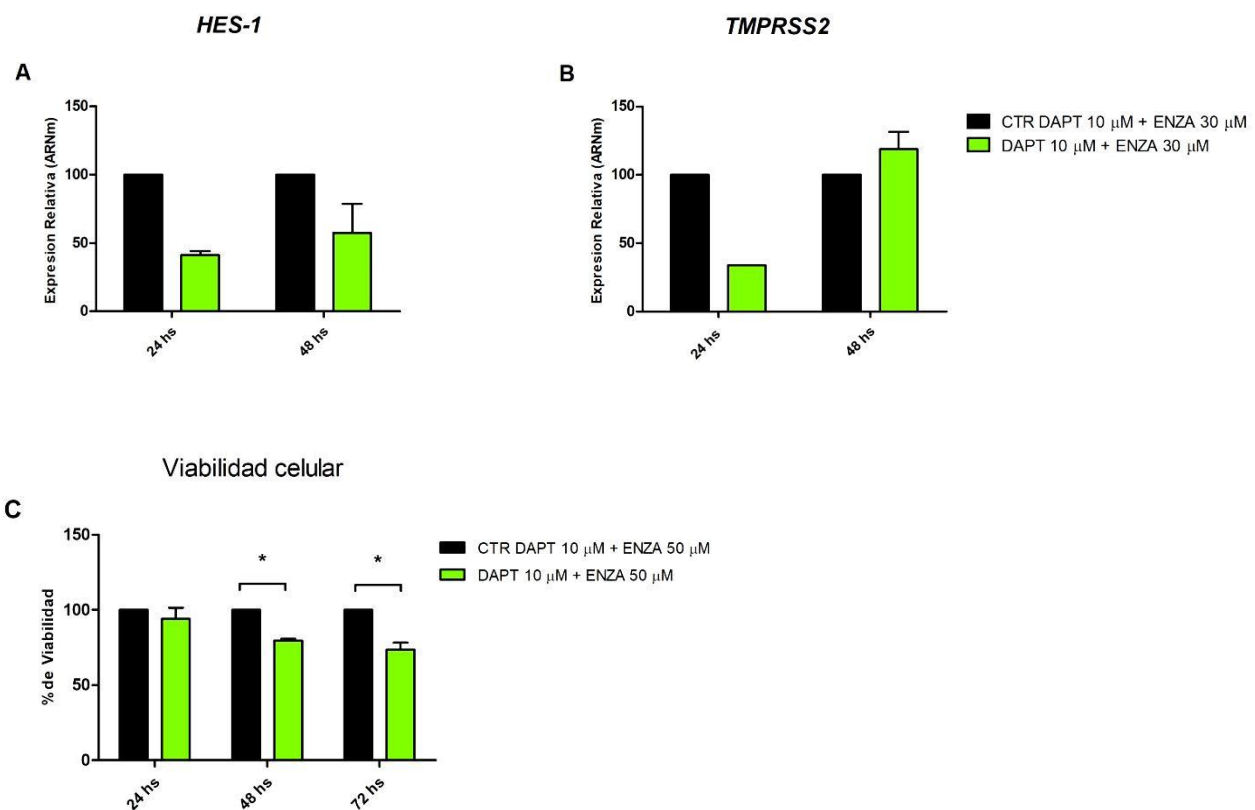 HES-1
TMPRSS2
A
Expresion Relativa (ARNm)
150
100
50
0
24 hs
48 hs
B
Expresion Relativa (ARNm)
150
100
50
0
24 hs
48 hs
CTR DAPT 10 μM + ENZA 30 μM
DAPT 10 μM + ENZA 30 μM
Viabilidad celular
C
% de Viabilidad
150
100
50
0
*
*
24 hs
48 hs
72 hs
CTR DAPT 10 μM + ENZA 50 μM
DAPT 10 μM + ENZA 50 μM